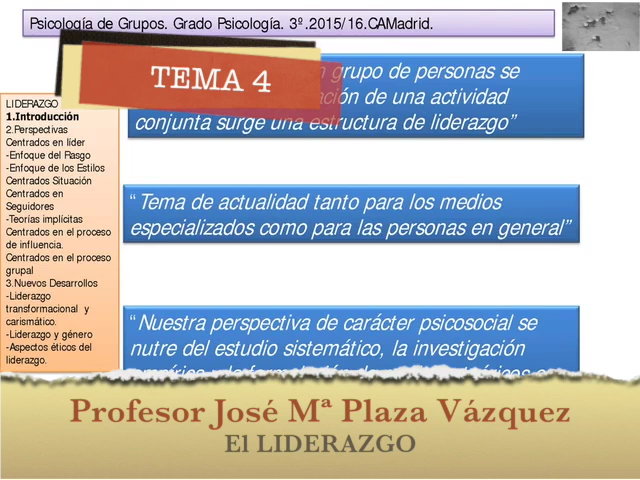 Psicología de Grupos. Grado Psicología. 3º.2015/16.CAMadrid.
TEMA 4
grupo de personas se
de una actividad
conjunta surge una estructura de liderazgo”
LIDERAZGO
1.Introducción
2.Perspectivas
Centrados en líder
-Enfoque del Rasgo
-Enfoque de los Estilos
Centrados Situación
Centrados en
Seguidores
-Teorías implícitas
Centrados en el proceso
de influencia.
Centrados en el proceso
grupal
3.Nuevos Desarrollos
-Liderazgo
transformacional y
carismático.
-Liderazgo y género
-Aspectos éticos del
liderazgo.
“Tema de actualidad tanto para los medios
especializados como para las personas en general”
“Nuestra perspectiva de carácter psicosocial se
nutre del estudio sistemático, la investigación
Profesor José Mª Plaza Vázquez
El LIDERAZGO